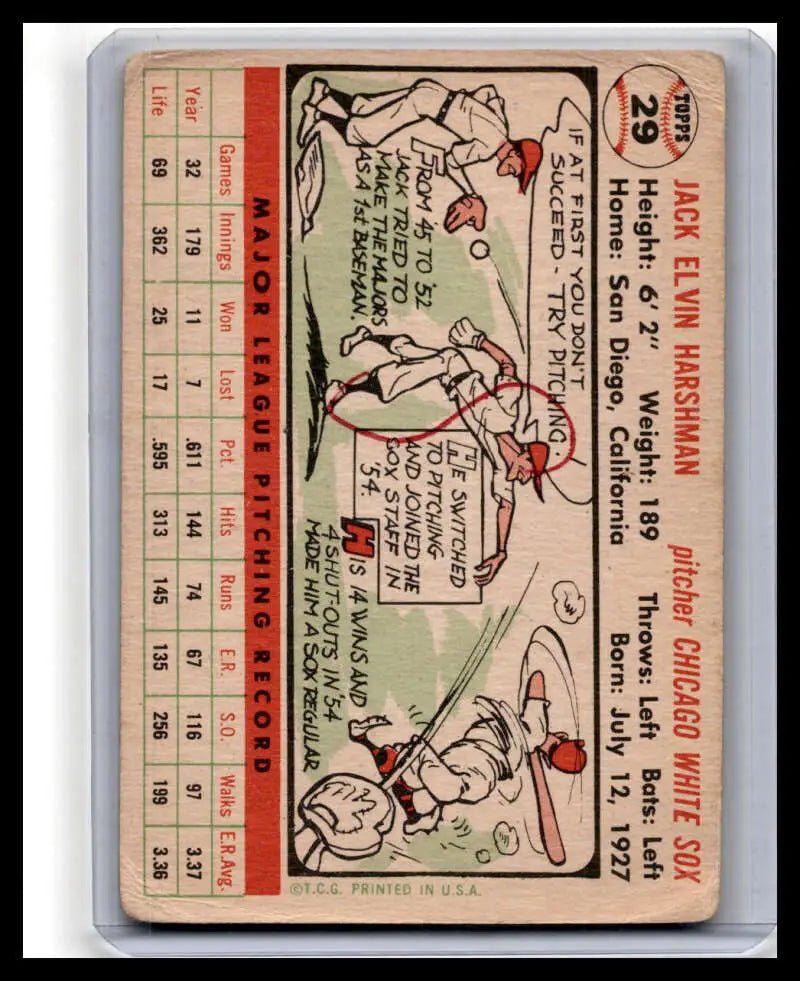 TOPPS
29
JACK ELVIN HARSHMAN pitcher CHICAGO WHITE SOX
Height: 6' 2" Weight: 189 Throws: Left Bats: Left
Home: San Diego, California Born: July 12, 1927
IF AT FIRST YOU DON'T
SUCCEED - TRY PITCHING.
FROM 45 TO '52
JACK TRIED TO
MAKE THE MAJORS
AS A 1st BASEMAN.
HE SWITCHED
TO PITCHING
AND JOINED THE
SOX STAFF IN
'54.
HIS 14 WINS AND
4 SHUT-OUTS IN '54
MADE HIM A SOX REGULAR
©T.C.G. PRINTED IN U.S.A.
MAJOR LEAGUE PITCHING RECORD
Games Innings Won Lost Pct. Hits Runs E.R. S.O. Walks E.R.Avg.
Year 32 179 11 7 .611 144 74 67 116 97 3.37
Life 69 362 25 17 .595 313 145 135 256 199 3.36